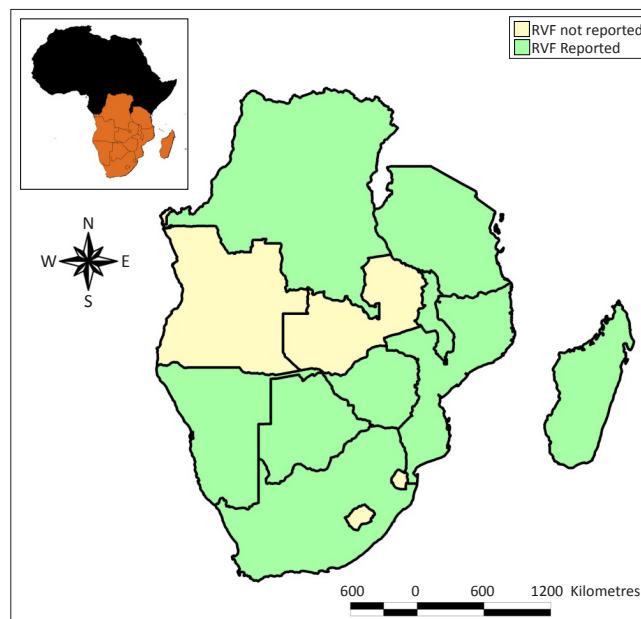 RVF not reported
RVF Reported
N
W E
S
600 0 600 1200 Kilometres